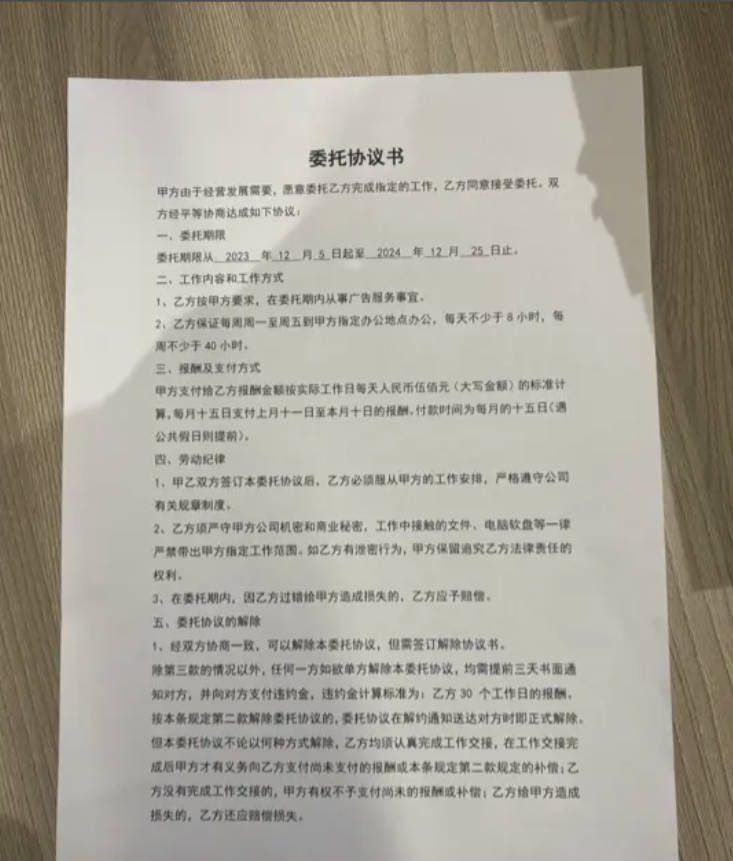 委托协议书
甲方由于经营发展需要，愿意委托乙方完成指定的工作，乙方同意接受委托。双
方经平等协商达成如下协议：
一、委托期限
委托期限从 2023 年 12 月 5 日起至 2024 年 12 月 25 日止。
二、工作内容和工作方式
1、乙方按甲方要求，在委托期内从事广告服务事宜。
2、乙方保证每周周一至周五到甲方指定办公地点办公，每天不少于8小时，每
周不少于40小时。
三、报酬及支付方式
甲方支付给乙方报酬金额按实际工作日每天人民币伍佰元（大写金额）的标准计
算，每月十五日支付上月十一日至本月十日的报酬。付款时间为每月的十五日（遇
公共假日则提前）。
四、劳动纪律
1、甲乙双方签订本委托协议后，乙方必须服从甲方的工作安排，严格遵守公司
有关规章制度。
2、乙方须严守甲方公司机密和商业秘密，工作中接触的文件、电脑软盘等一律
严禁带出甲方指定工作范围。如乙方有泄密行为，甲方保留追究乙方法律责任的
权利。
3、在委托期内，因乙方过错给甲方造成损失的，乙方应予赔偿。
五、委托协议的解除
1、经双方协商一致，可以解除本委托协议，但需签订解除协议书。
除第三款的情况以外，任何一方如欲单方解除本委托协议，均需提前三天书面通
知对方，并向对方支付违约金，违约金计算标准为：乙方30 个工作日的报酬。
按本条规定第二款解除委托协议的，委托协议在解约通知送达对方时即正式解除。
但本委托协议不论以何种方式解除，乙方均须认真完成工作交接，在工作交接完
成后甲方才有义务向乙方支付尚未支付的报酬或本条规定第二款规定的补偿；乙
方没有完成工作交接的，甲方有权不予支付尚未的报酬或补偿；乙方给甲方造成
损失的，乙方还应赔偿损失。